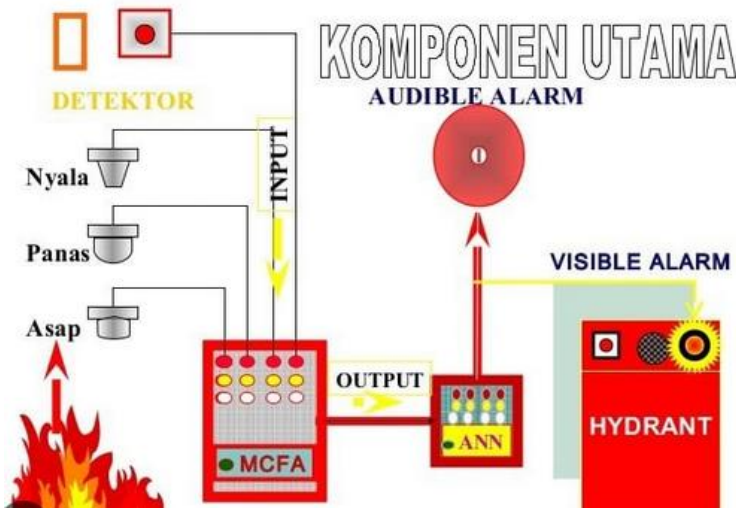 KOMPONEN UTAMA
DETEKTOR
AUDIBLE ALARM
INPUT
Nyala
Panas
VISIBLE ALARM
Asap
OUTPUT
MCFA
ANN
HYDRANT